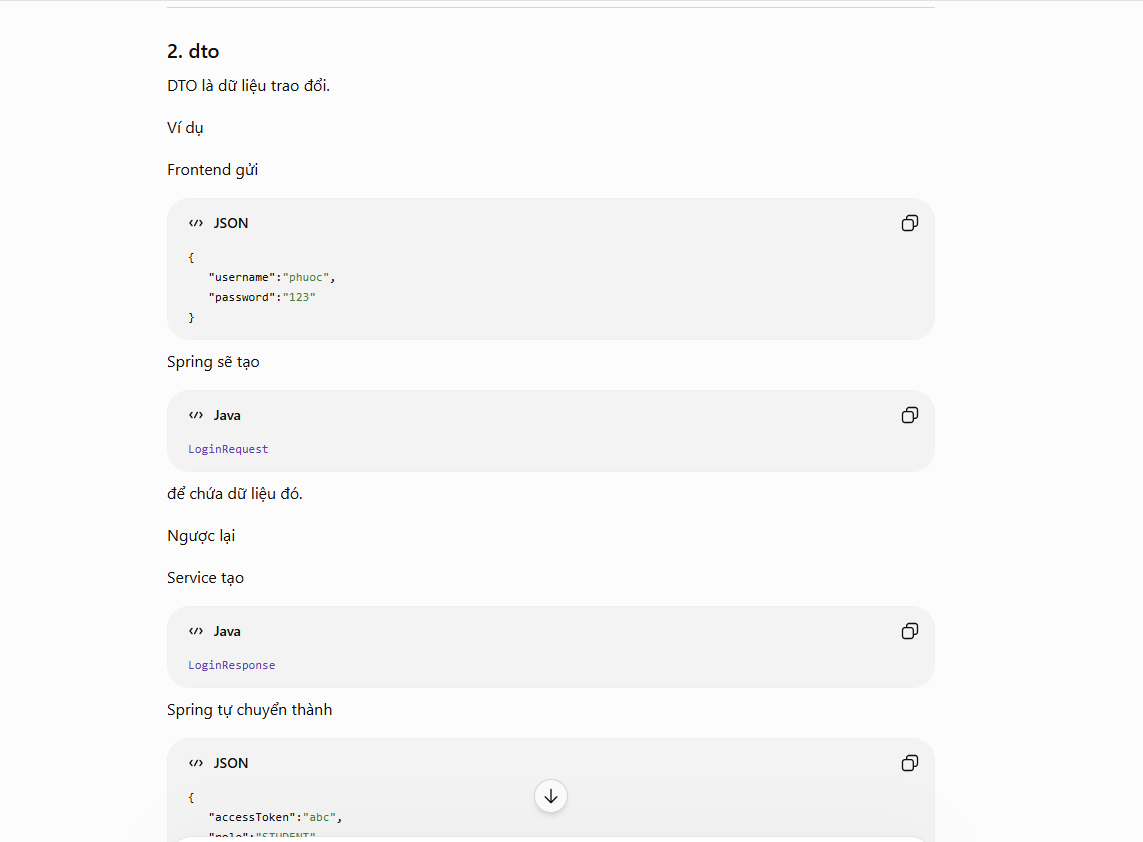 2. dto
DTO là dữ liệu trao đổi.
Ví dụ
Frontend gửi
JSON
{
"username":"phuoc",
"password":"123"
}
Spring sẽ tạo
Java
LoginRequest
để chứa dữ liệu đó.
Ngược lại
Service tạo
Java
LoginResponse
Spring tự chuyển thành
JSON
{
"accessToken":"abc",
"role":"STUDENT"